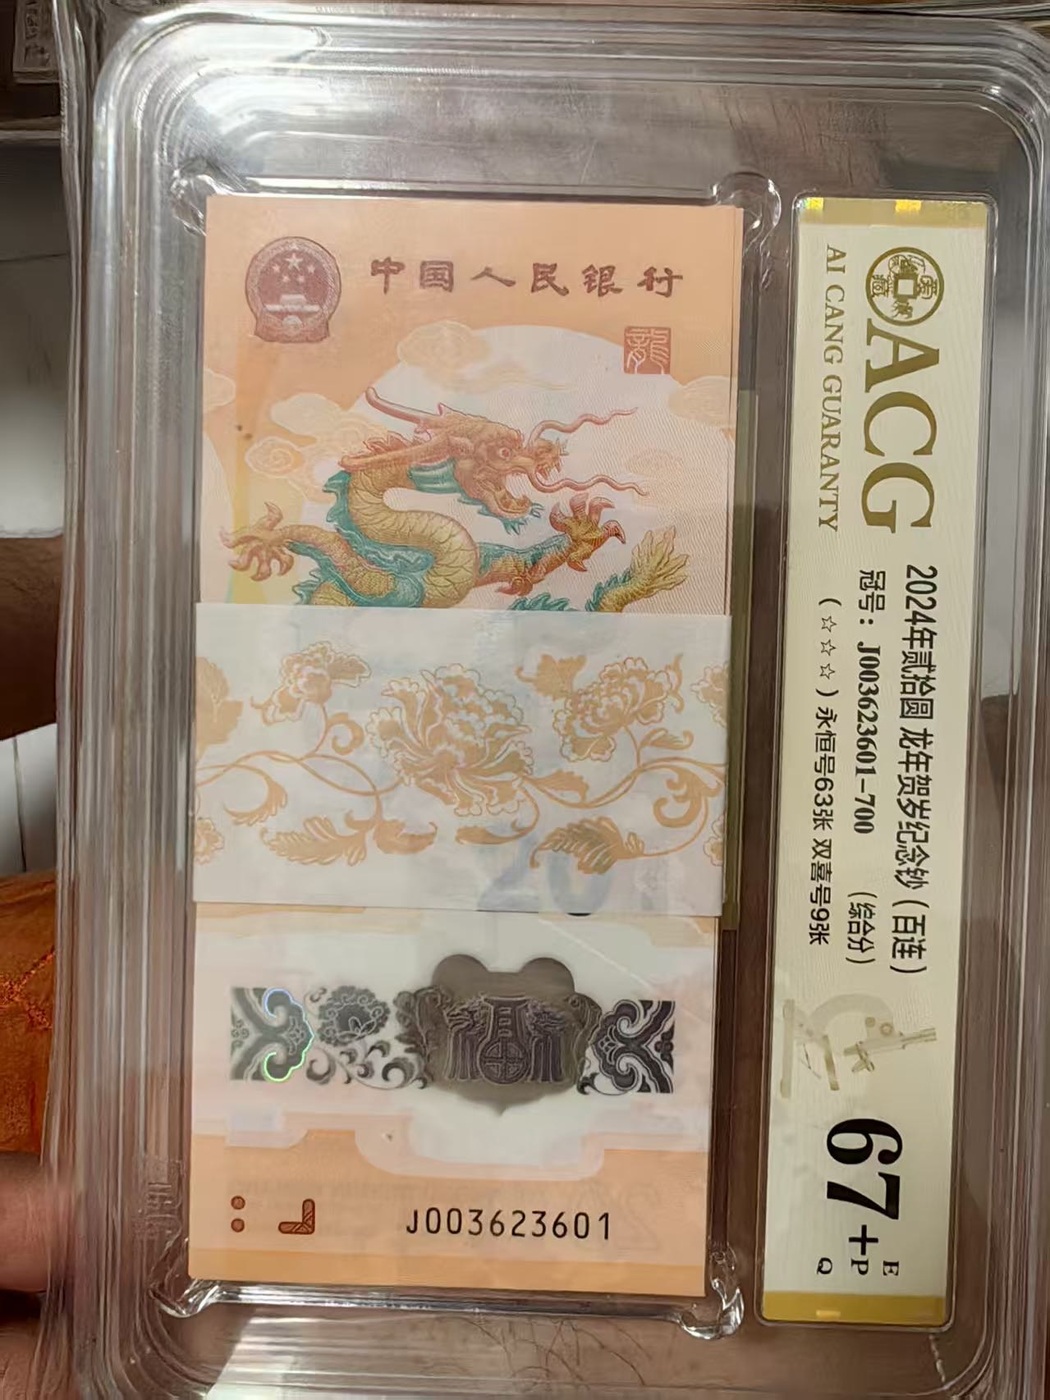 中国人民银行
龍
20
J003623601
ACG
AI CANG GUARANTY
2024年贰拾圆 龙年贺岁纪念钞（百连）
冠号：J003623601-700 （综合分）
（☆☆☆）永恒号63张 双喜号9张
67+
E
P
Q